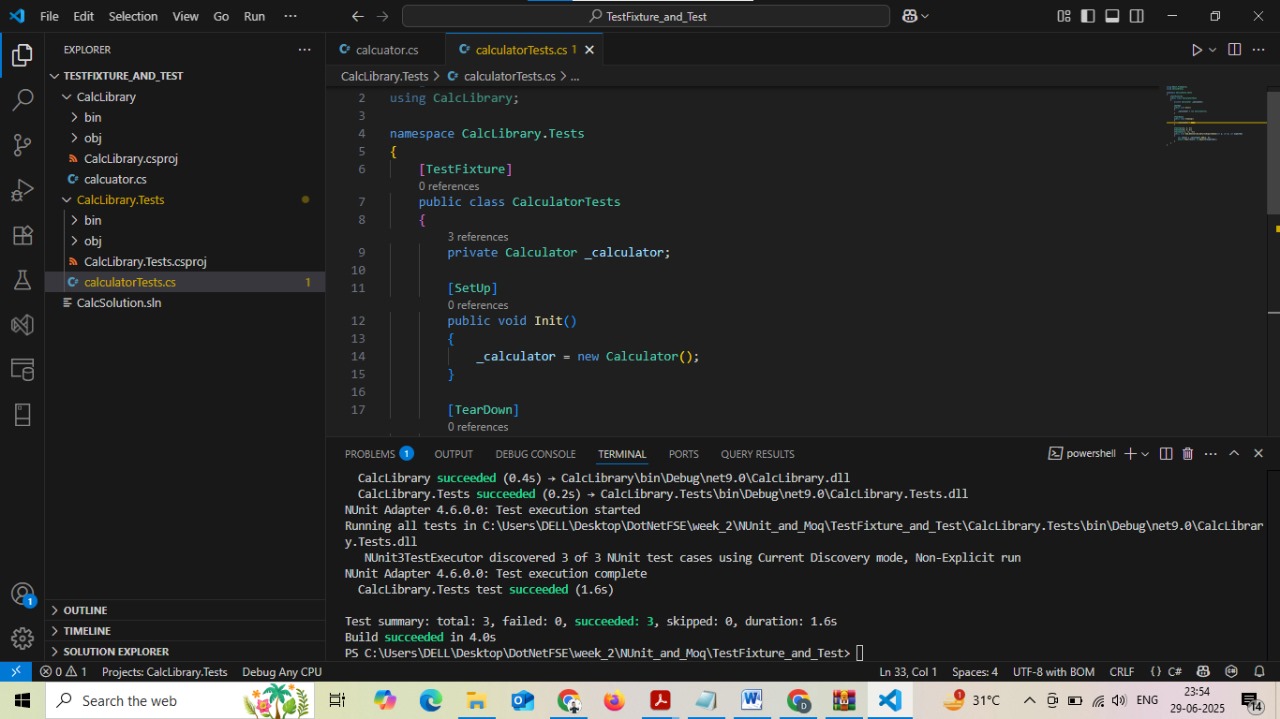 File Edit Selection View Go Run ··· TestFixture_and_Test
EXPLORER ···
TESTFIXTURE_AND_TEST
CalcLibrary
bin
obj
CalcLibrary.csproj
calcuator.cs
CalcLibrary.Tests
bin
obj
CalcLibrary.Tests.csproj
calculatorTests.cs 1
CalcSolution.sln
OUTLINE
TIMELINE
SOLUTION EXPLORER
calcuator.cs calculatorTests.cs 1
CalcLibrary.Tests > calculatorTests.cs > ...
2 using CalcLibrary;
3
4 namespace CalcLibrary.Tests
5 {
6 [TestFixture]
0 references
7 public class CalculatorTests
8 {
3 references
9 private Calculator _calculator;
10
11 [SetUp]
0 references
12 public void Init()
13 {
14 _calculator = new Calculator();
15 }
16
17 [TearDown]
0 references
PROBLEMS 1 OUTPUT DEBUG CONSOLE TERMINAL PORTS QUERY RESULTS powershell
CalcLibrary succeeded (0.4s) → CalcLibrary\bin\Debug\net9.0\CalcLibrary.dll
CalcLibrary.Tests succeeded (0.2s) → CalcLibrary.Tests\bin\Debug\net9.0\CalcLibrary.Tests.dll
NUnit Adapter 4.6.0.0: Test execution started
Running all tests in C:\Users\DELL\Desktop\DotNetFSE\week_2\NUnit_and_Moq\TestFixture_and_Test\CalcLibrary.Tests\bin\Debug\net9.0\CalcLibrar
y.Tests.dll
NUnit3TestExecutor discovered 3 of 3 NUnit test cases using Current Discovery mode, Non-Explicit run
NUnit Adapter 4.6.0.0: Test execution complete
CalcLibrary.Tests test succeeded (1.6s)
Test summary: total: 3, failed: 0, succeeded: 3, skipped: 0, duration: 1.6s
Build succeeded in 4.0s
PS C:\Users\DELL\Desktop\DotNetFSE\week_2\NUnit_and_Moq\TestFixture_and_Test>
1
0 1 Projects: CalcLibrary.Tests Debug Any CPU Ln 33, Col 1 Spaces: 4 UTF-8 with BOM CRLF {} C#
Search the web 1 31°C ENG 23:54
29-06-2025 14